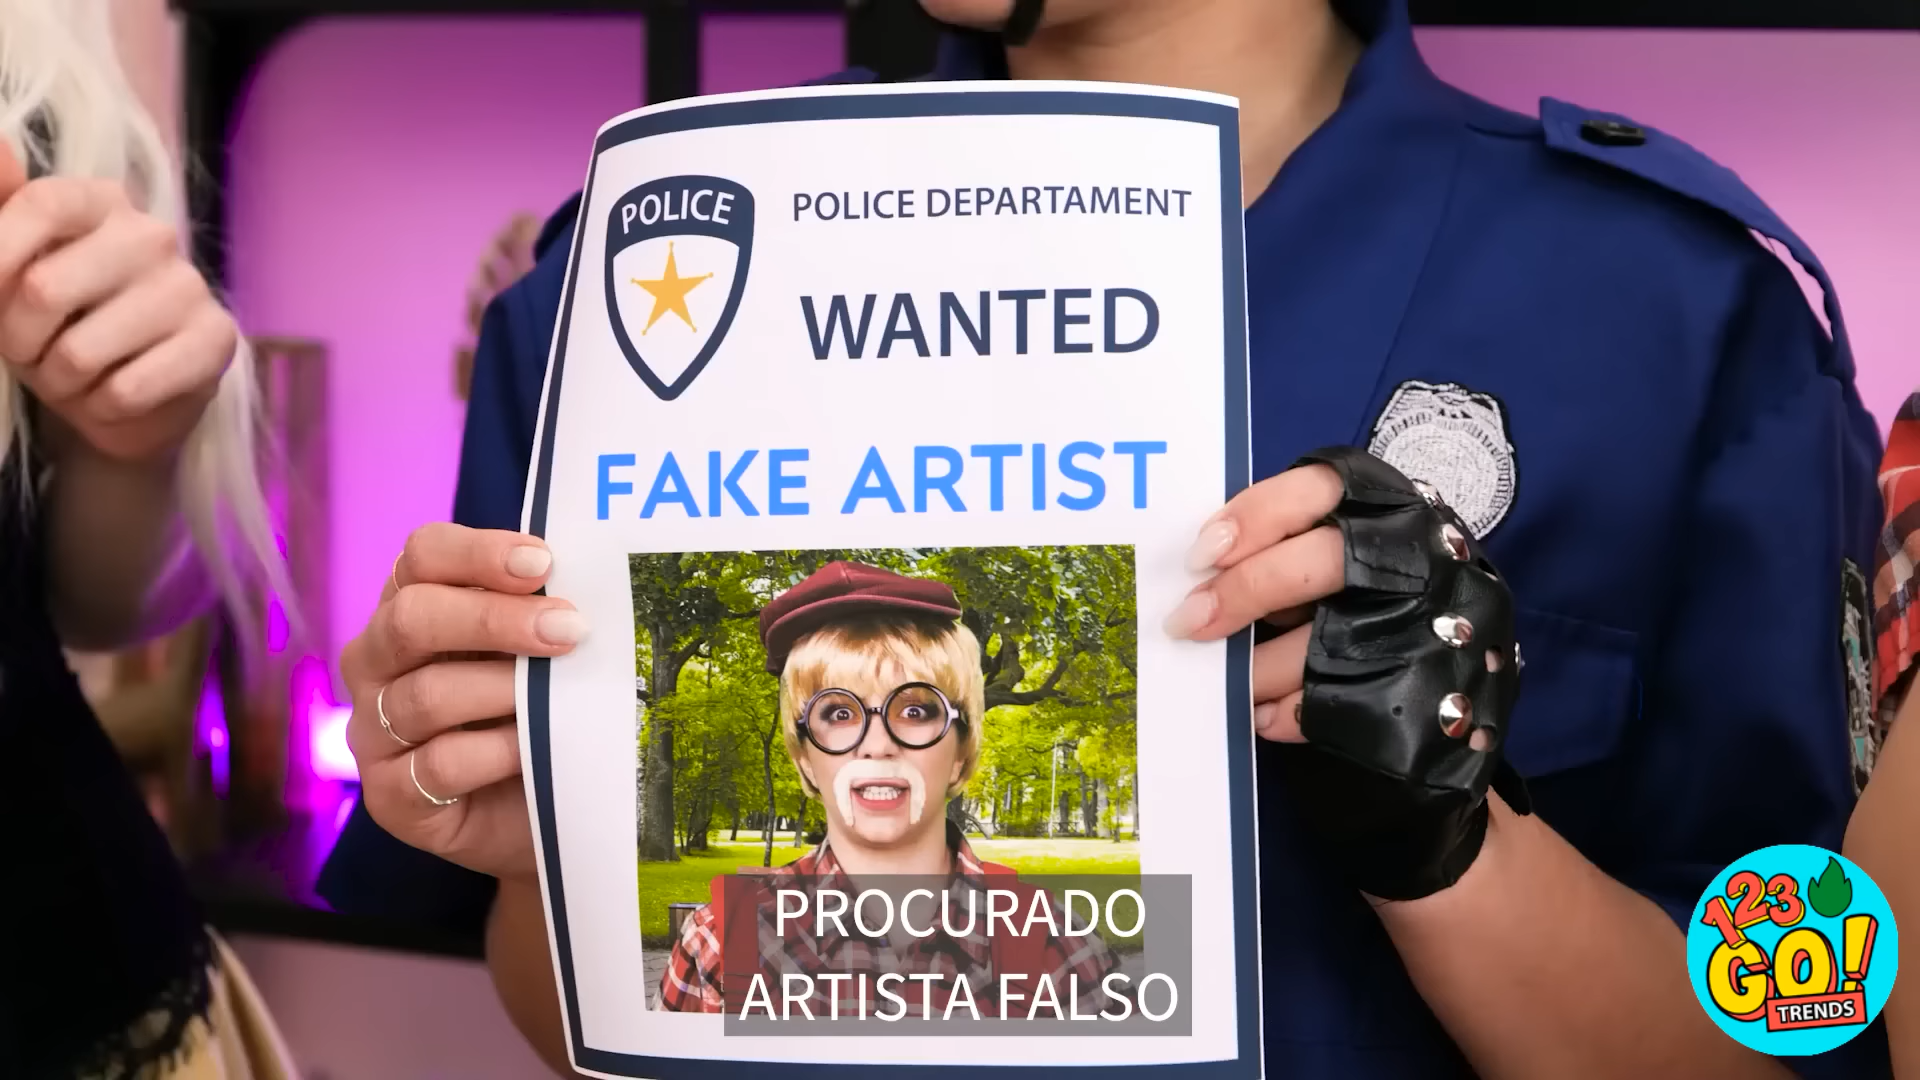 POLICE
POLICE DEPARTAMENT
WANTED
FAKE ARTIST
PROCURADO
ARTISTA FALSO
123
GO!
TRENDS